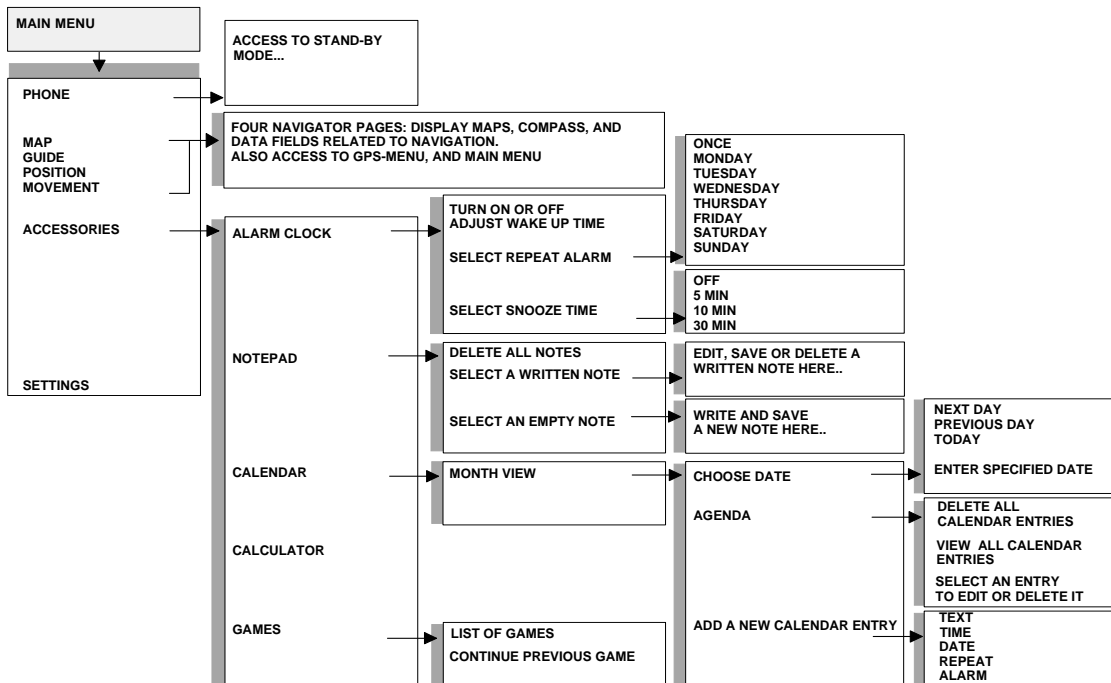 MAIN MENU
PHONE
MAP
GUIDE
POSITION
MOVEMENT
ACCESSORIES
SETTINGS
ACCESS TO STAND-BY
MODE...
FOUR NAVIGATOR PAGES: DISPLAY MAPS, COMPASS, AND
DATA FIELDS RELATED TO NAVIGATION.
ALSO ACCESS TO GPS-MENU, AND MAIN MENU
ALARM CLOCK
NOTEPAD
CALENDAR
CALCULATOR
GAMES
TURN ON OR OFF
ADJUST WAKE UP TIME
SELECT REPEAT ALARM
SELECT SNOOZE TIME
ONCE
MONDAY
TUESDAY
WEDNESDAY
THURSDAY
FRIDAY
SATURDAY
SUNDAY
OFF
5 MIN
10 MIN
30 MIN
DELETE ALL NOTES
SELECT A WRITTEN NOTE
SELECT AN EMPTY NOTE
EDIT, SAVE OR DELETE A
WRITTEN NOTE HERE..
WRITE AND SAVE
A NEW NOTE HERE..
MONTH VIEW
CHOOSE DATE
AGENDA
ADD A NEW CALENDAR ENTRY
NEXT DAY
PREVIOUS DAY
TODAY
ENTER SPECIFIED DATE
DELETE ALL
CALENDAR ENTRIES
VIEW ALL CALENDAR
ENTRIES
SELECT AN ENTRY
TO EDIT OR DELETE IT
TEXT
TIME
DATE
REPEAT
ALARM
LIST OF GAMES
CONTINUE PREVIOUS GAME